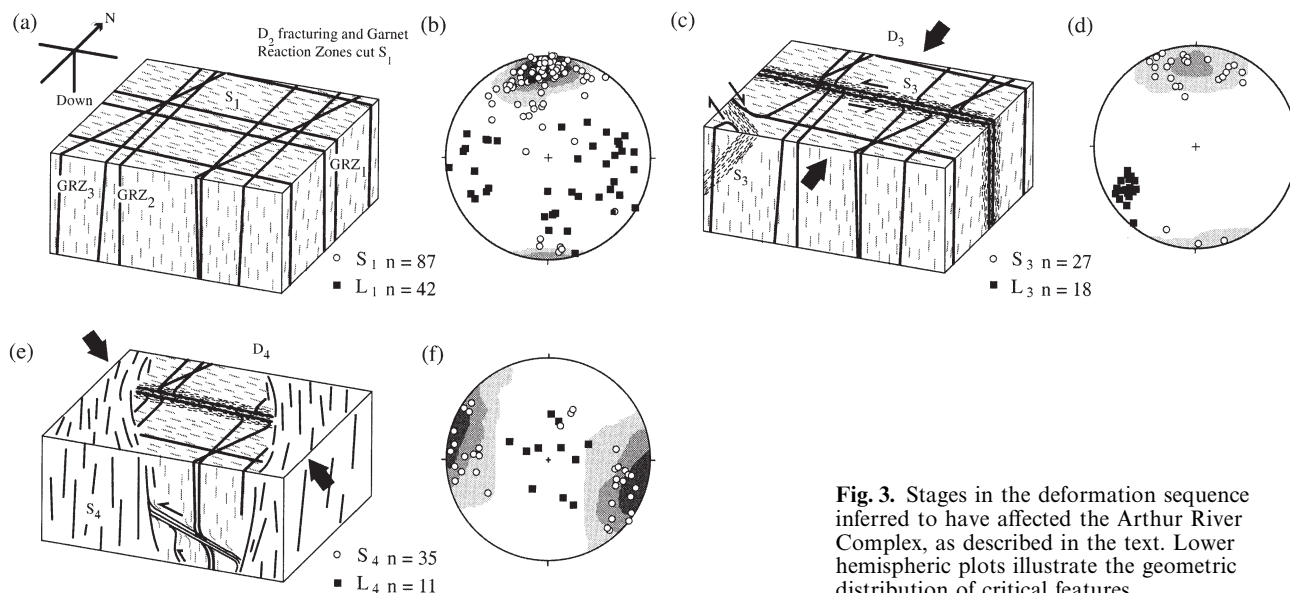 (a)
N
Down
D2 fracturing and Garnet
Reaction Zones cut S1
S1
GRZ3
GRZ2
GRZ1
S1 n = 87
L1 n = 42
(b)
(c)
D3
S3
S3
(d)
S3 n = 27
L3 n = 18
(e)
D4
S4
S4 n = 35
L4 n = 11
(f)
Fig. 3. Stages in the deformation sequence
inferred to have affected the Arthur River
Complex, as described in the text. Lower
hemispheric plots illustrate the geometric
distribution of critical features